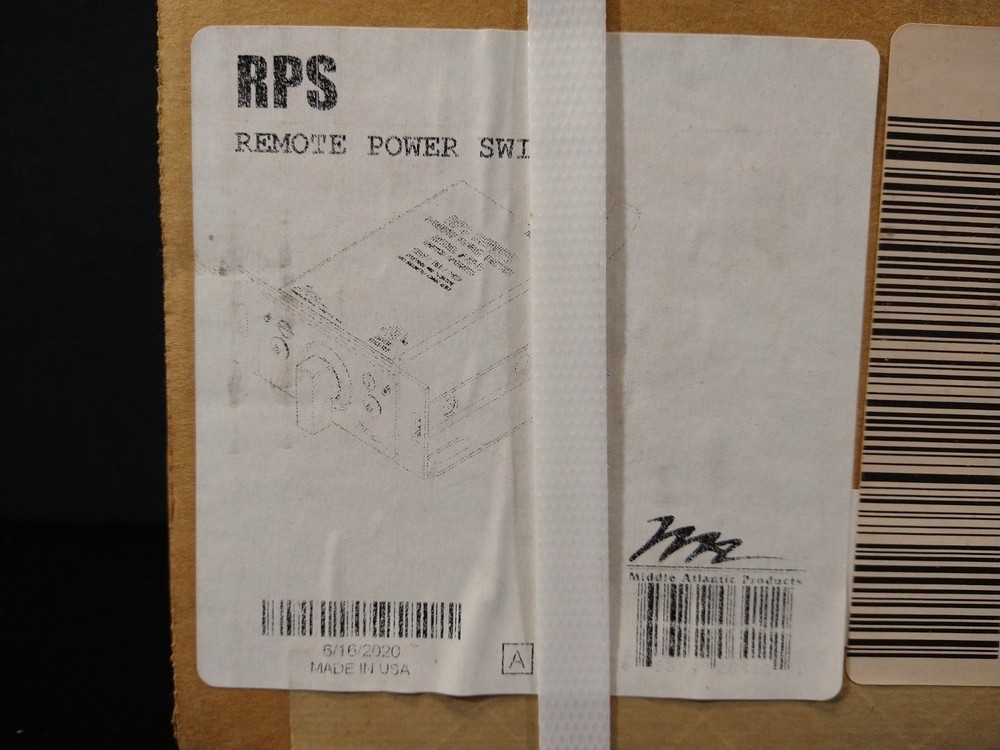 RPS
REMOTE POWER SWI
Middle Atlantic Products
6/16/2020
MADE IN USA
A